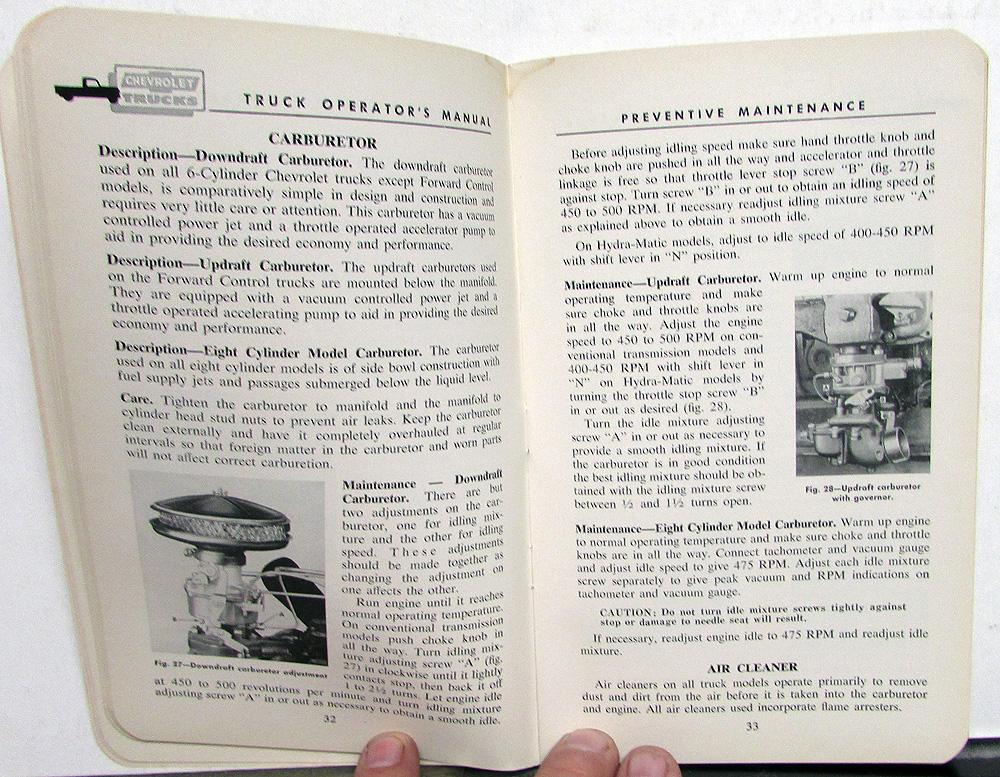 CHEVROLET
TRUCKS
TRUCK OPERATOR'S MANUAL
CARBURETOR
Description—Downdraft Carburetor. The downdraft carburetor
used on all 6-Cylinder Chevrolet trucks except Forward Control
models, is comparatively simple in design and construction and
requires very little care or attention. This carburetor has a vacuum
controlled power jet and a throttle operated accelerator pump to
aid in providing the desired economy and performance.
Description—Updraft Carburetor. The updraft carburetors used
on the Forward Control trucks are mounted below the manifold.
They are equipped with a vacuum controlled power jet and a
throttle operated accelerating pump to aid in providing the desired
economy and performance.
Description—Eight Cylinder Model Carburetor. The carburetor
used on all eight cylinder models is of side bowl construction with
fuel supply jets and passages submerged below the liquid level.
Care. Tighten the carburetor to manifold and the manifold to
cylinder head stud nuts to prevent air leaks. Keep the carburetor
clean externally and have it completely overhauled at regular
intervals so that foreign matter in the carburetor and worn parts
will not affect correct carburetion.
Maintenance — Downdraft
Carburetor. There are but
two adjustments on the car-
buretor, one for idling mix-
ture and the other for idling
speed. These adjustments
should be made together as
changing the adjustment on
one affects the other.
Run engine until it reaches
normal operating temperature.
On conventional transmission
models push choke knob in
all the way. Turn idling mix-
ture adjusting screw "A" (fig.
27) in clockwise until it lightly
contacts stop, then back it off
1 to 2½ turns. Let engine idle
Fig. 27—Downdraft carburetor adjustment
at 450 to 500 revolutions per minute and turn idling mixture
adjusting screw "A" in or out as necessary to obtain a smooth idle.
32
PREVENTIVE MAINTENANCE
Before adjusting idling speed make sure hand throttle knob and
choke knob are pushed in all the way and accelerator and throttle
linkage is free so that throttle lever stop screw "B" (fig. 27) is
against stop. Turn screw "B" in or out to obtain an idling speed of
450 to 500 RPM. If necessary readjust idling mixture screw "A"
as explained above to obtain a smooth idle.
On Hydra-Matic models, adjust to idle speed of 400-450 RPM
with shift lever in "N" position.
Maintenance—Updraft Carburetor. Warm up engine to normal
operating temperature and make
sure choke and throttle knobs are
in all the way. Adjust the engine
speed to 450 to 500 RPM on con-
ventional transmission models and
400-450 RPM with shift lever in
"N" on Hydra-Matic models by
turning the throttle stop screw "B"
in or out as desired (fig. 28).
Turn the idle mixture adjusting
screw "A" in or out as necessary to
provide a smooth idling mixture. If
the carburetor is in good condition
the best idling mixture should be ob-
tained with the idling mixture screw
between ½ and 1½ turns open.
Fig. 28—Updraft carburetor
with governor.
Maintenance—Eight Cylinder Model Carburetor. Warm up engine
to normal operating temperature and make sure choke and throttle
knobs are in all the way. Connect tachometer and vacuum gauge
and adjust idle speed to give 475 RPM. Adjust each idle mixture
screw separately to give peak vacuum and RPM indications on
tachometer and vacuum gauge.
CAUTION: Do not turn idle mixture screws tightly against
stop or damage to needle seat will result.
If necessary, readjust engine idle to 475 RPM and readjust idle
mixture.
AIR CLEANER
Air cleaners on all truck models operate primarily to remove
dust and dirt from the air before it is taken into the carburetor
and engine. All air cleaners used incorporate flame arresters.
33